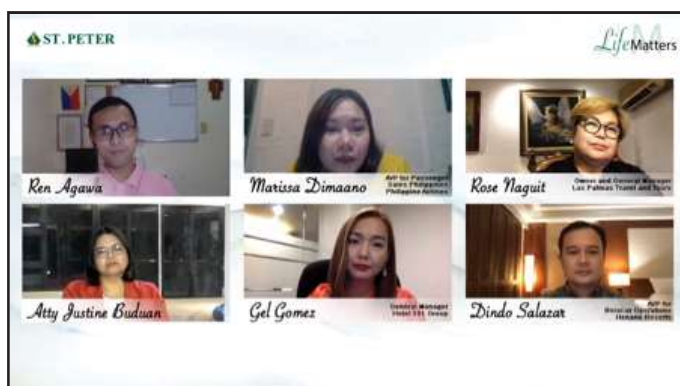 ST. PETER
LifeMatters
Ren Agawa
Marissa Dimaano
AVP for Passenger
Sales Philippines
Philippine Airlines
Rose Naguit
Owner and General Manager
Las Palmas Travel and Tours
Atty Justine Buduan
Gel Gomez
General Manager
Hotel 101 Group
Dindo Salazar
AVP for
Resorts